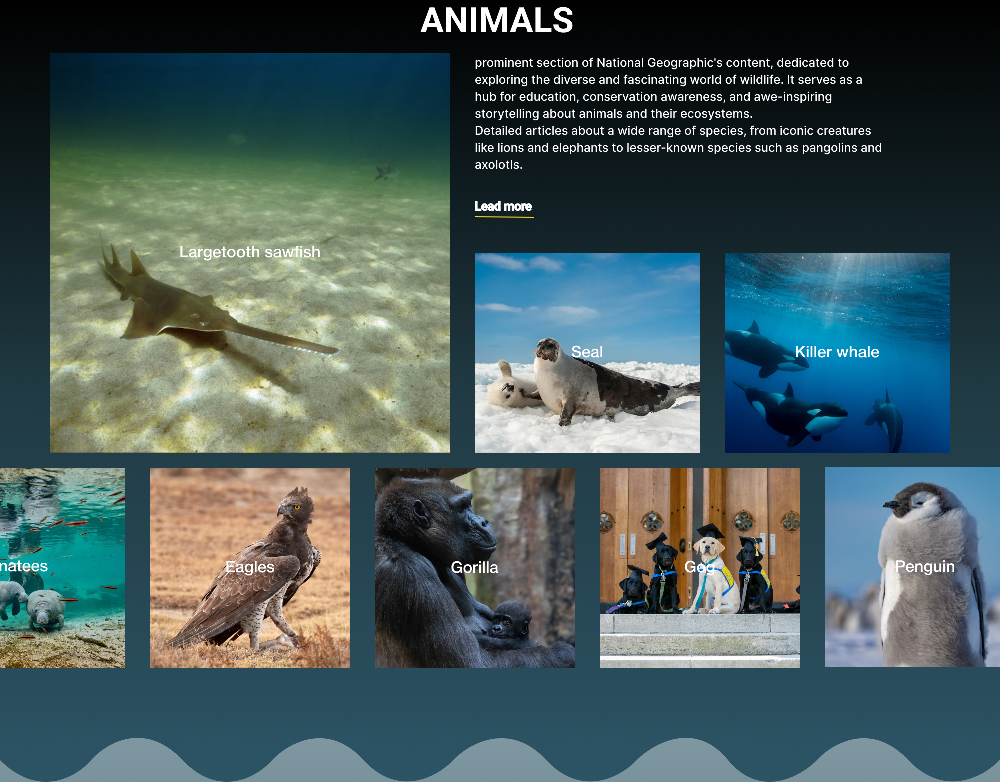 ANIMALS
prominent section of National Geographic's content, dedicated to
exploring the diverse and fascinating world of wildlife. It serves as a
hub for education, conservation awareness, and awe-inspiring
storytelling about animals and their ecosystems.
Detailed articles about a wide range of species, from iconic creatures
like lions and elephants to lesser-known species such as pangolins and
axolotls.
Lead more
Largetooth sawfish
Seal
Killer whale
natees
Eagles
Gorilla
Gog
Penguin